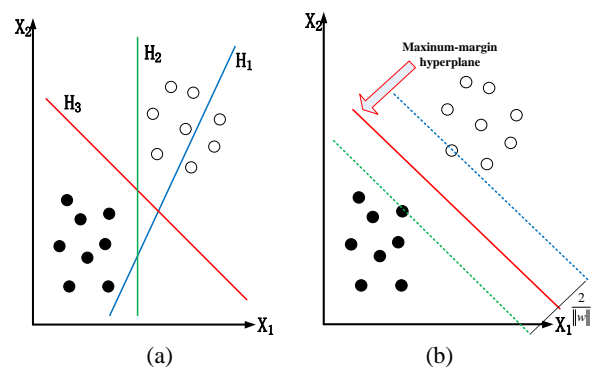 X2
H2
H1
H3
X1
(a)
X2
Maxinum-margin
hyperplane
X1
2
‖w‖
(b)